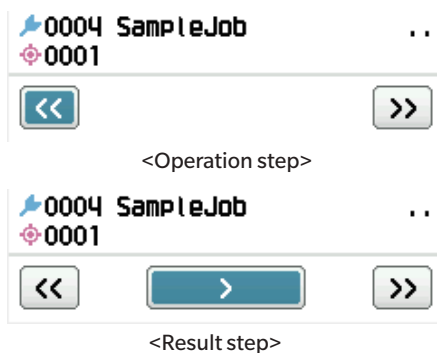 0004 SampleJob ..
0001
<< >>
<Operation step>
0004 SampleJob ..
0001
<< > >>
<Result step>